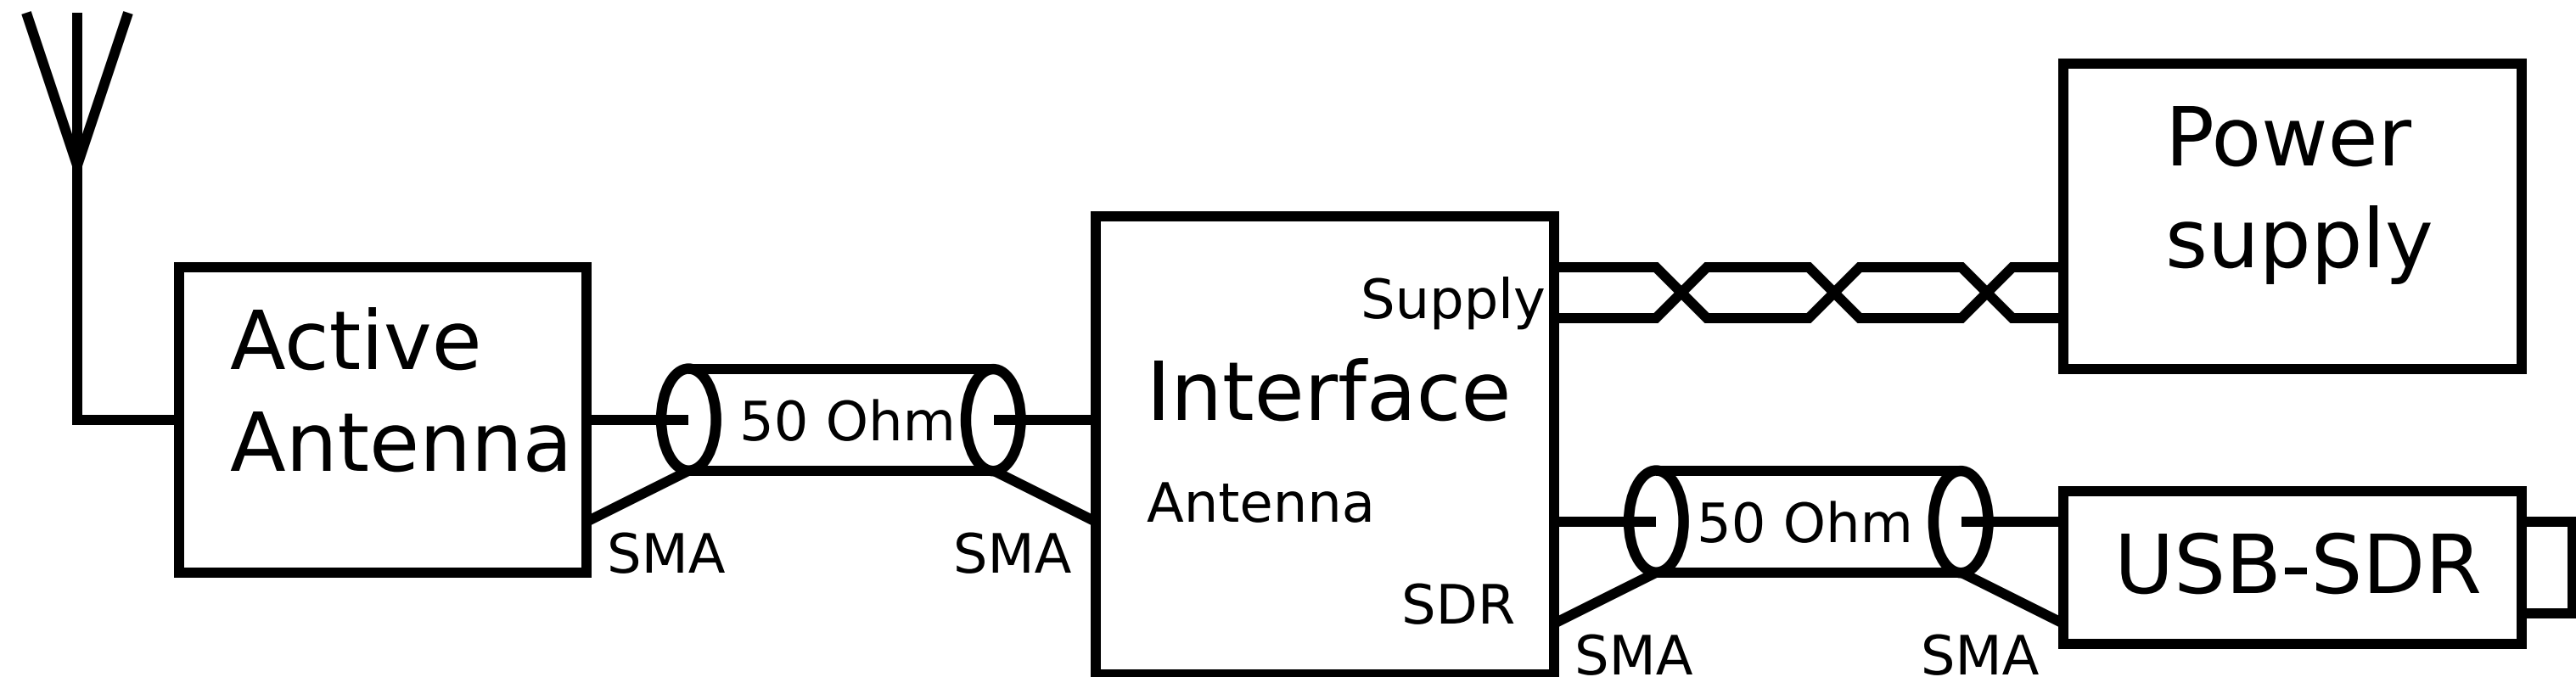 Active
Antenna
50 Ohm
SMA
SMA
Supply
Interface
Antenna
SDR
Power
supply
50 Ohm
SMA
SMA
USB-SDR